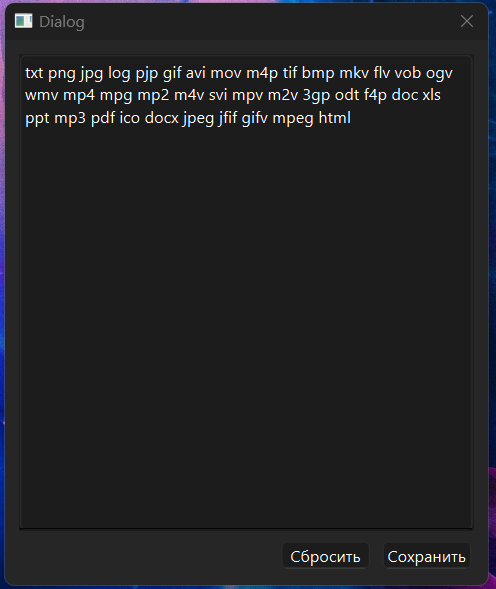 Dialog
txt png jpg log pjp gif avi mov m4p tif bmp mkv flv vob ogv
wmv mp4 mpg mp2 m4v svi mpv m2v 3gp odt f4p doc xls
ppt mp3 pdf ico docx jpeg jfif gifv mpeg html
Сбросить Сохранить